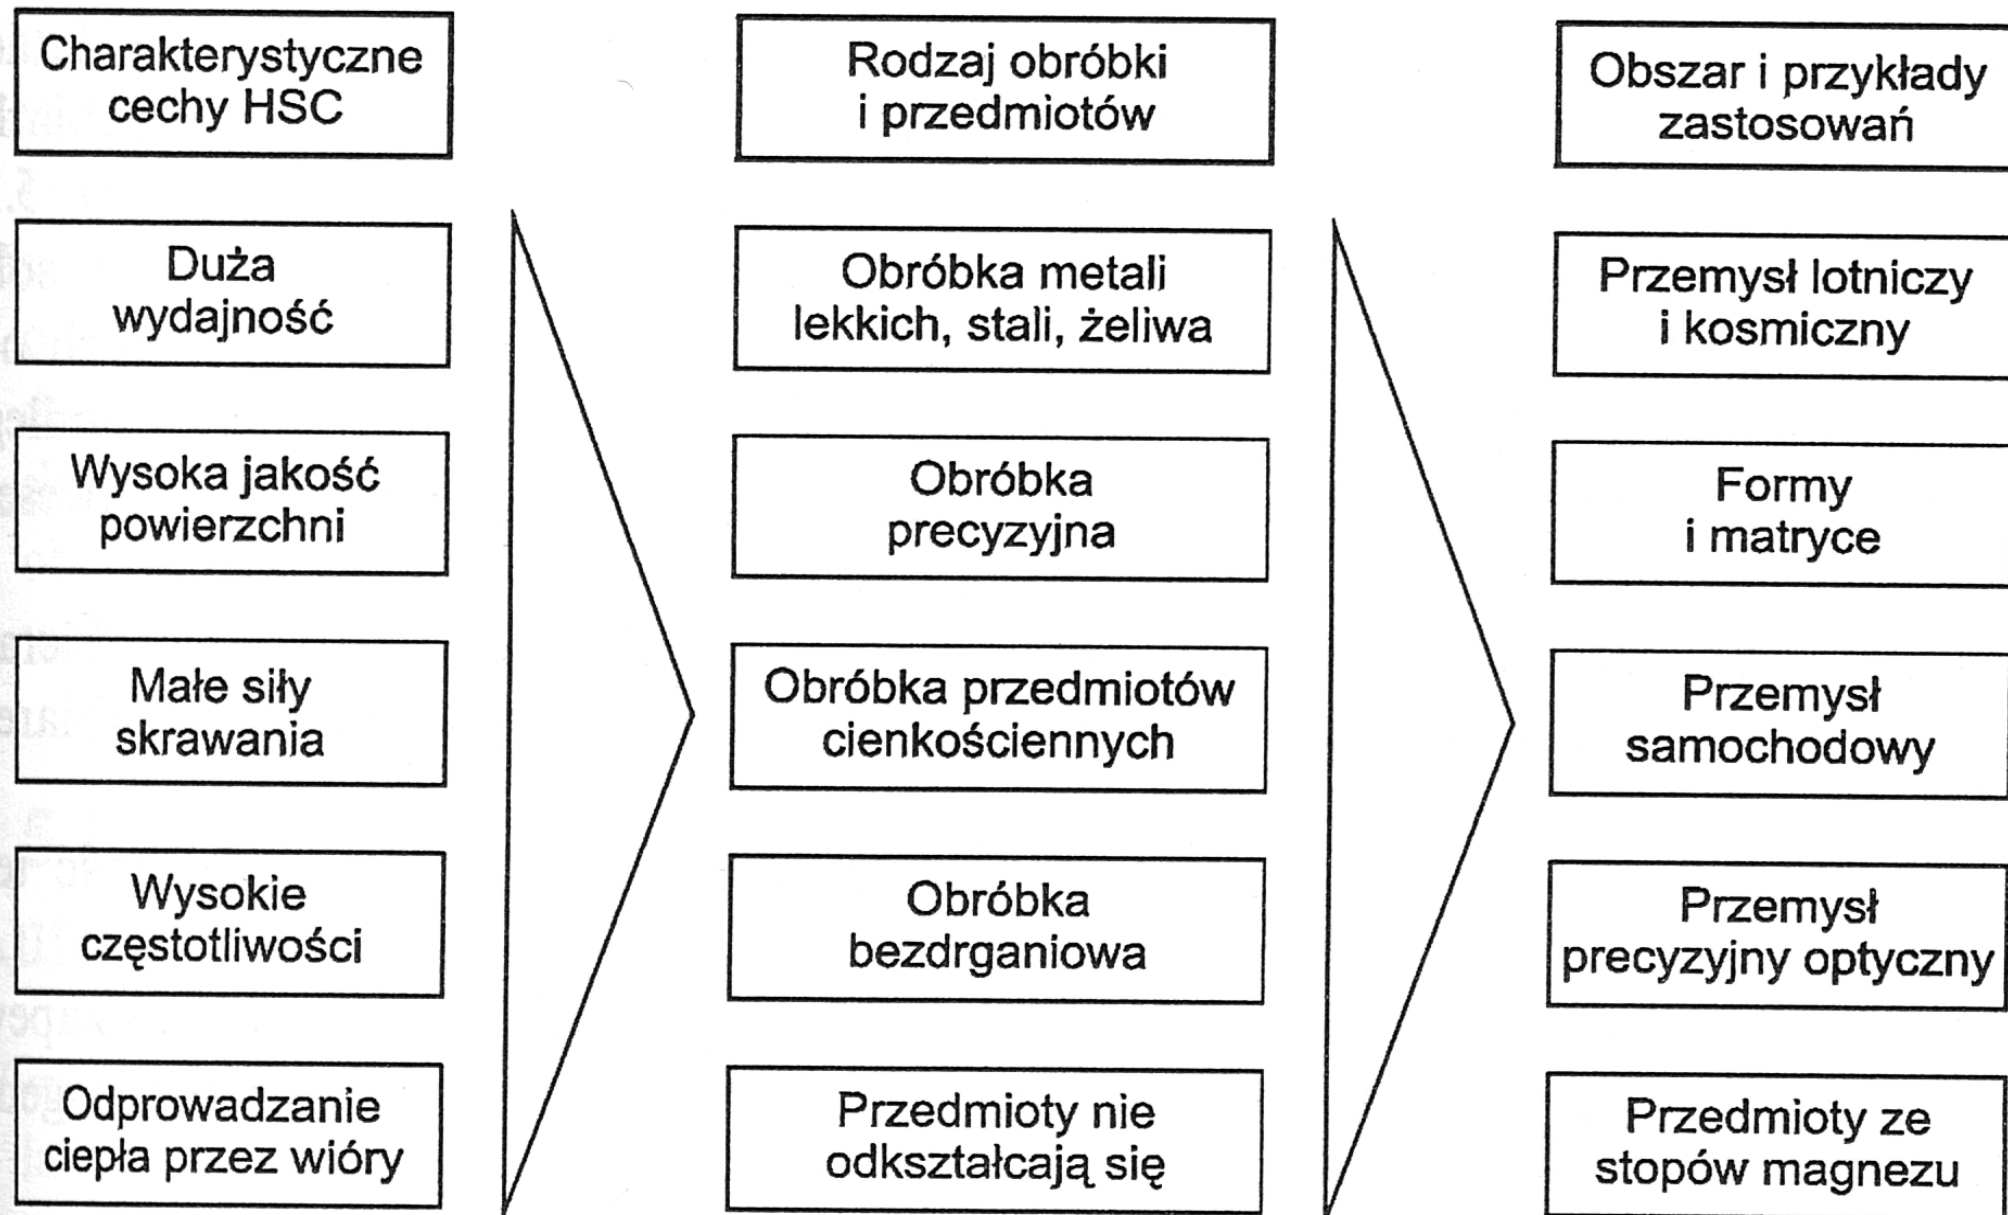 Charakterystyczne
cechy HSC
Rodzaj obróbki
i przedmiotów
Obszar i przykłady
zastosowań
Duża
wydajność
Obróbka metali
lekkich, stali, żeliwa
Przemysł lotniczy
i kosmiczny
Wysoka jakość
powierzchni
Obróbka
precyzyjna
Formy
i matryce
Małe siły
skrawania
Obróbka przedmiotów
cienkościennych
Przemysł
samochodowy
Wysokie
częstotliwości
Obróbka
bezdrganiowa
Przemysł
precyzyjny optyczny
Odprowadzanie
ciepła przez wióry
Przedmioty nie
odkształcają się
Przedmioty ze
stopów magnezu